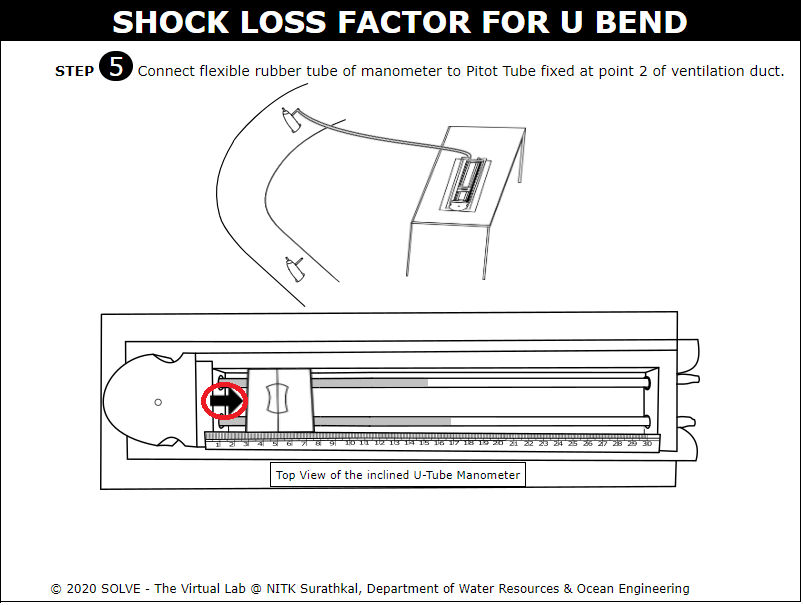 SHOCK LOSS FACTOR FOR U BEND
STEP 5 Connect flexible rubber tube of manometer to Pitot Tube fixed at point 2 of ventilation duct.
1 2 3 4 5 6 7 8 9 10 11 12 13 14 15 16 17 18 19 20 21 22 23 24 25 26 27 28 29 30
Top View of the inclined U-Tube Manometer
© 2020 SOLVE - The Virtual Lab @ NITK Surathkal, Department of Water Resources & Ocean Engineering